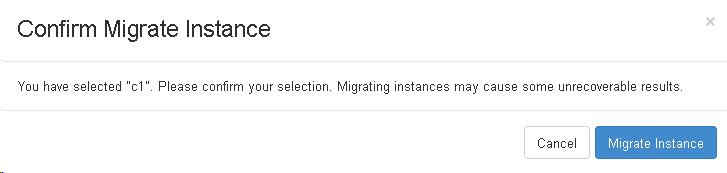 Confirm Migrate Instance
×
You have selected "c1". Please confirm your selection. Migrating instances may cause some unrecoverable results.
Cancel
Migrate Instance